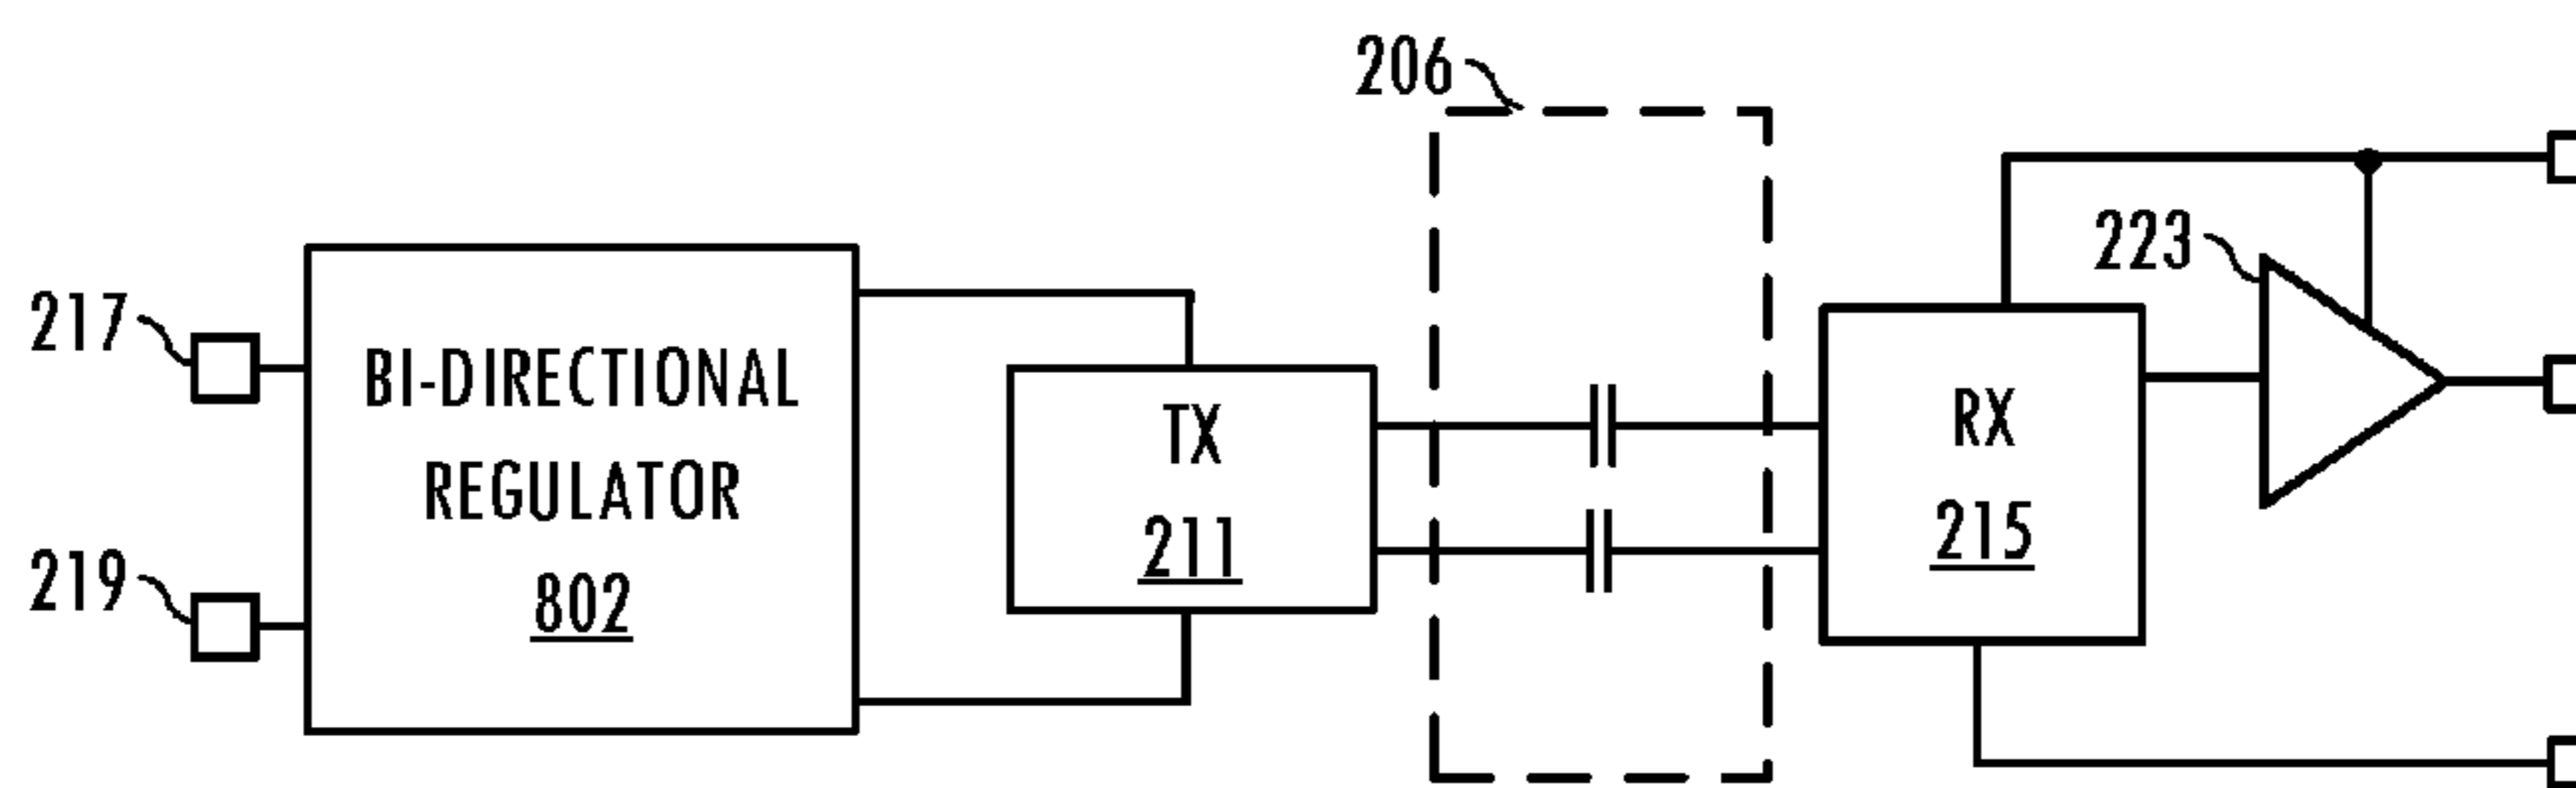 206
223
217
BI-DIRECTIONAL
REGULATOR
802
219
TX
211
RX
215